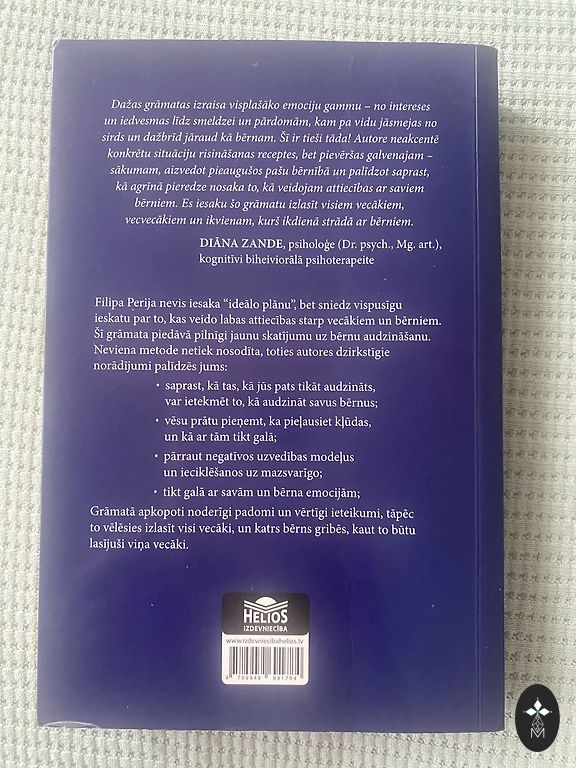 Dažas grāmatas izraisa visplašāko emociju gammu – no intereses
un iedvesmas līdz smeldzei un pārdomām, kam pa vidu jāsmejas no
sirds un dažbrīd jāraud kā bērnam. Šī ir tieši tāda! Autore neakcentē
konkrētu situāciju risināšanas receptes, bet pievēršas galvenajam –
sākumam, aizvedot pieaugušos pašu bērnībā un palīdzot saprast,
kā agrīnā pieredze nosaka to, kā veidojam attiecības ar saviem
bērniem. Es iesaku šo grāmatu izlasīt visiem vecākiem,
vecvecākiem un ikvienam, kurš ikdienā strādā ar bērniem.
DIĀNA ZANDE, psiholoģe (Dr. psych., Mg. art.),
kognitīvi biheiviorālā psihoterapeite
Filipa Perija nevis iesaka “ideālo plānu”, bet sniedz vispusīgu
ieskatu par to, kas veido labas attiecības starp vecākiem un bērniem.
Šī grāmata piedāvā pilnīgi jaunu skatījumu uz bērnu audzināšanu.
Neviena metode netiek nosodīta, toties autores dzirkstīgie
norādījumi palīdzēs jums:
• saprast, kā tas, kā jūs pats tikāt audzināts,
var ietekmēt to, kā audzināt savus bērnus;
• vēsu prātu pieņemt, ka pieļausiet kļūdas,
un kā ar tām tikt galā;
• pārraut negatīvos uzvedības modeļus
un ieciklēšanos uz mazsvarīgo;
• tikt galā ar savām un bērna emocijām;
Grāmatā apkopoti noderīgi padomi un vērtīgi ieteikumi, tāpēc
to vēlēsies izlasīt visi vecāki, un katrs bērns gribēs, kaut to būtu
lasījuši viņa vecāki.
HELIOS
IZDEVNIECĪBA
www.izdevniecibahelios.lv
9 789949 691784
M